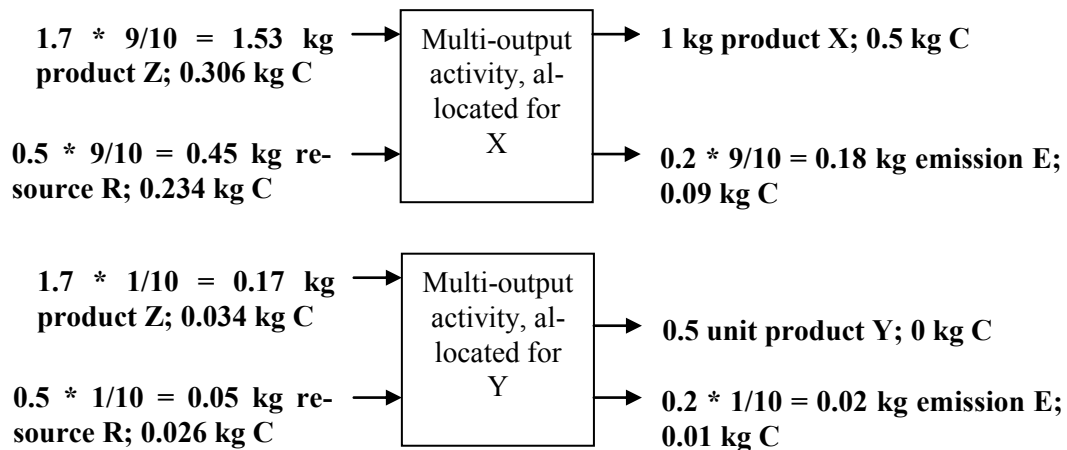 1.7 * 9/10 = 1.53 kg
product Z; 0.306 kg C
0.5 * 9/10 = 0.45 kg re-
source R; 0.234 kg C
Multi-output
activity, al-
located for
X
1 kg product X; 0.5 kg C
0.2 * 9/10 = 0.18 kg emission E;
0.09 kg C
1.7 * 1/10 = 0.17 kg
product Z; 0.034 kg C
0.5 * 1/10 = 0.05 kg re-
source R; 0.026 kg C
Multi-output
activity, al-
located for
Y
0.5 unit product Y; 0 kg C
0.2 * 1/10 = 0.02 kg emission E;
0.01 kg C